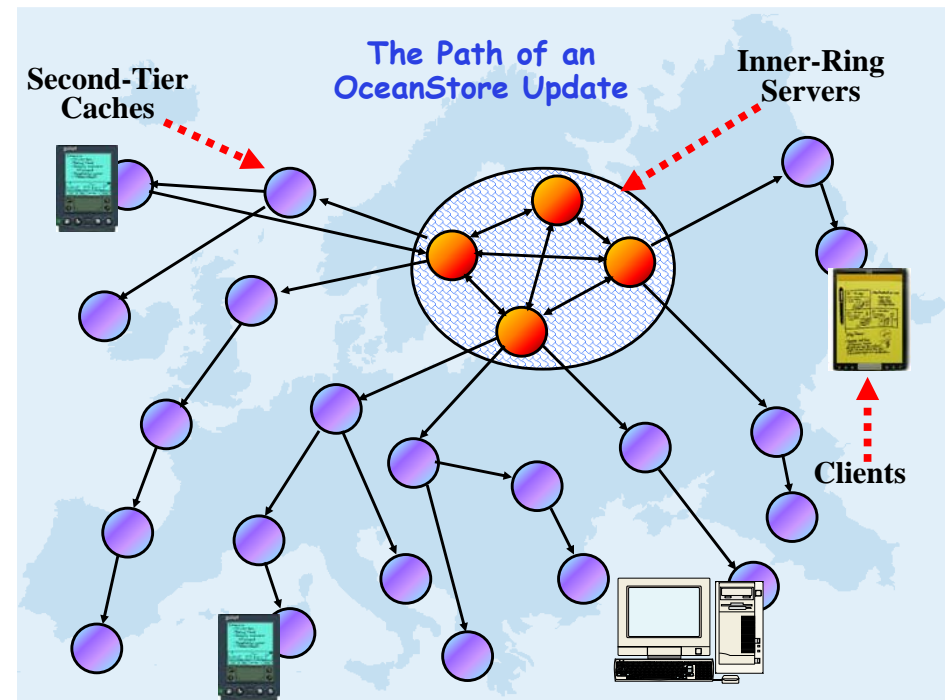 The Path of an
OceanStore Update
Second-Tier
Caches
Inner-Ring
Servers
Clients